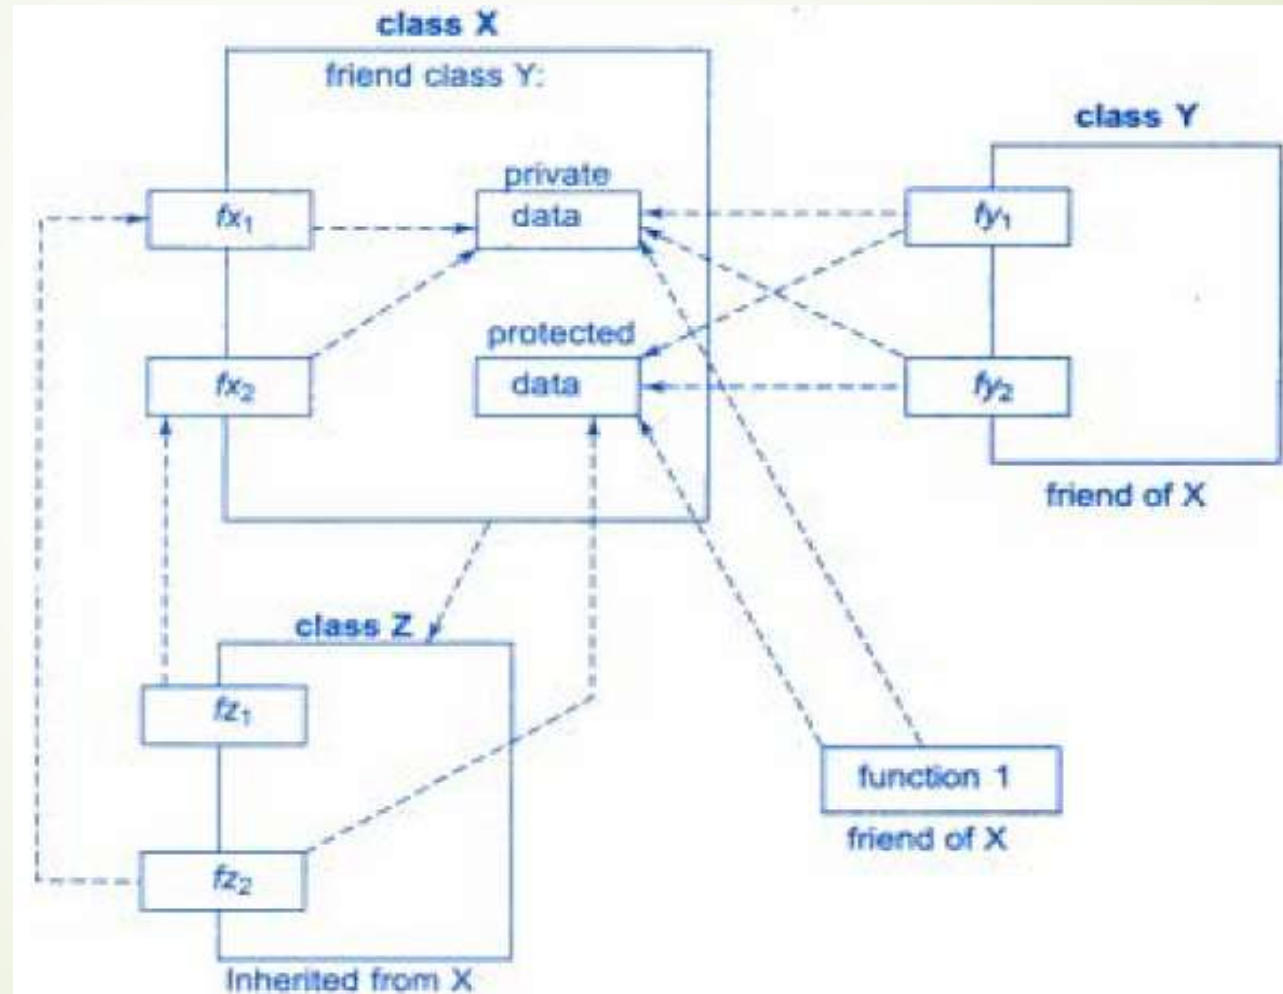 class X
friend class Y:
class Y
private
data
fx₁
fy₁
protected
data
fx₂
fy₂
friend of X
class Z
fz₁
function 1
friend of X
fz₂
Inherited from X